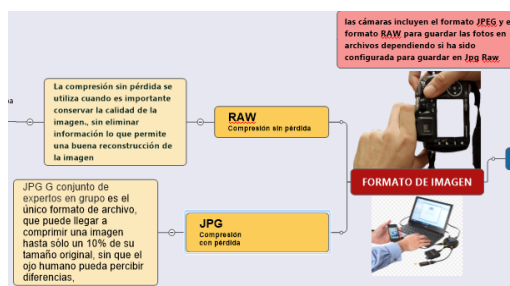 las cámaras incluyen el formato JPEG y e
formato RAW para guardar las fotos en
archivos dependiendo si ha sido
configurada para guardar en Jpg Raw
La compresión sin pérdida se
utiliza cuando es importante
conservar la calidad de la
imagen., sin eliminar
información lo que permite
una buena reconstrucción de
la imagen
RAW
Compresión sin pérdida
FORMATO DE IMAGEN
JPG G conjunto de
expertos en grupo es el
único formato de archivo,
que puede llegar a
comprimir una imagen
hasta sólo un 10% de su
tamaño original, sin que el
ojo humano pueda percibir
diferencias,
JPG
Compresión
con pérdida